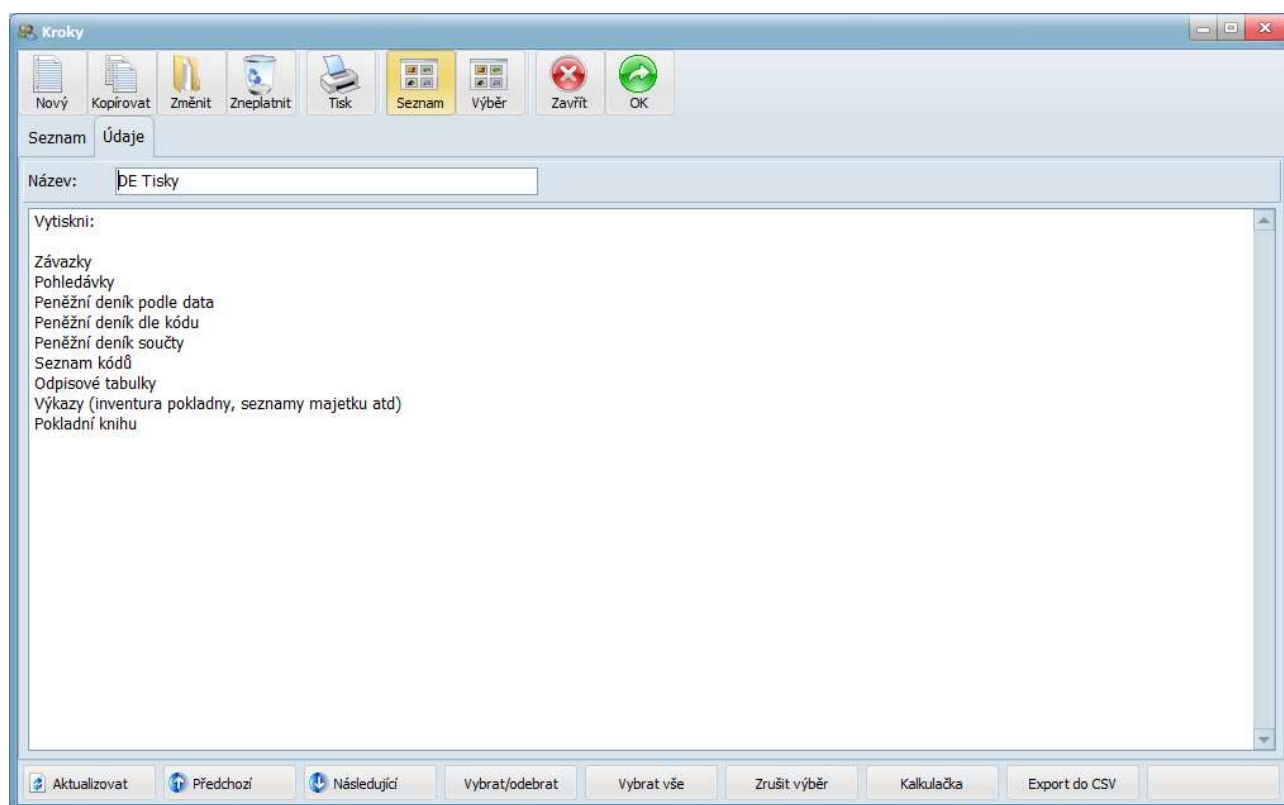 Kroky
Nový Kopírovat Změnit Zneplatnit Tisk Seznam Výběr Zavřít OK
Seznam Údaje
Název: DE Tisky
Vytiskni:
Závazky
Pohledávky
Peněžní deník podle data
Peněžní deník dle kódu
Peněžní deník součty
Seznam kódů
Odpisové tabulky
Výkazy (inventura pokladny, seznamy majetku atd)
Pokladní knihu
Aktualizovat Předchozí Následující Vybrat/odebrat Vybrat vše Zrušit výběr Kalkulačka Export do CSV